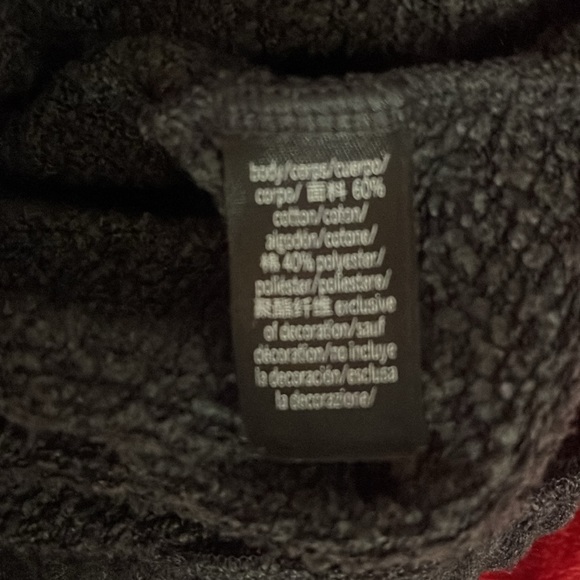 body/corps/cuerpo/
corpo/ 面料 60%
cotton/coton/
algodón/cotone/
棉 40% polyester/
poliéster/poliestere/
聚酯纤维 exclusive
of decoration/sauf
décoration/no incluye
la decoración/esclusa
la decorazione/